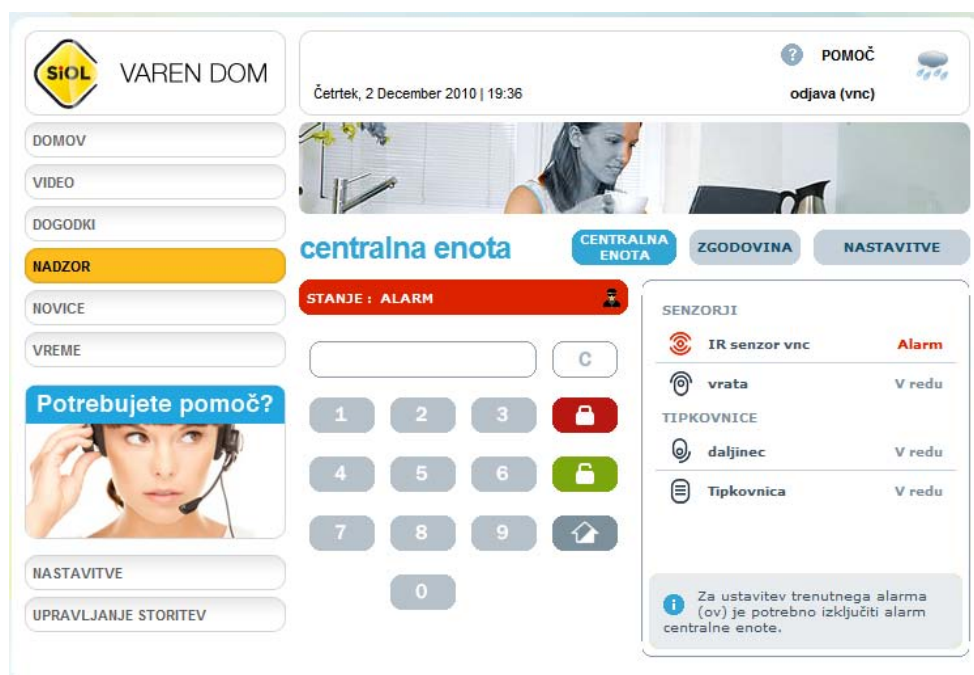 SiOL
VAREN DOM
POMOČ
Četrtek, 2 December 2010 | 19:36
odjava (vnc)
DOMOV
VIDEO
DOGODKI
NADZOR
NOVICE
VREME
Potrebujete pomoč?
NASTAVITVE
UPRAVLJANJE STORITEV
centralna enota
CENTRALNA
ENOTA
ZGODOVINA
NASTAVITVE
STANJE : ALARM
C
1 2 3
4 5 6
7 8 9
0
SENZORJI
IR senzor vnc Alarm
vrata V redu
TIPKOVNICE
daljinec V redu
Tipkovnica V redu
Za ustavitev trenutnega alarma
(ov) je potrebno izključiti alarm
centralne enote.